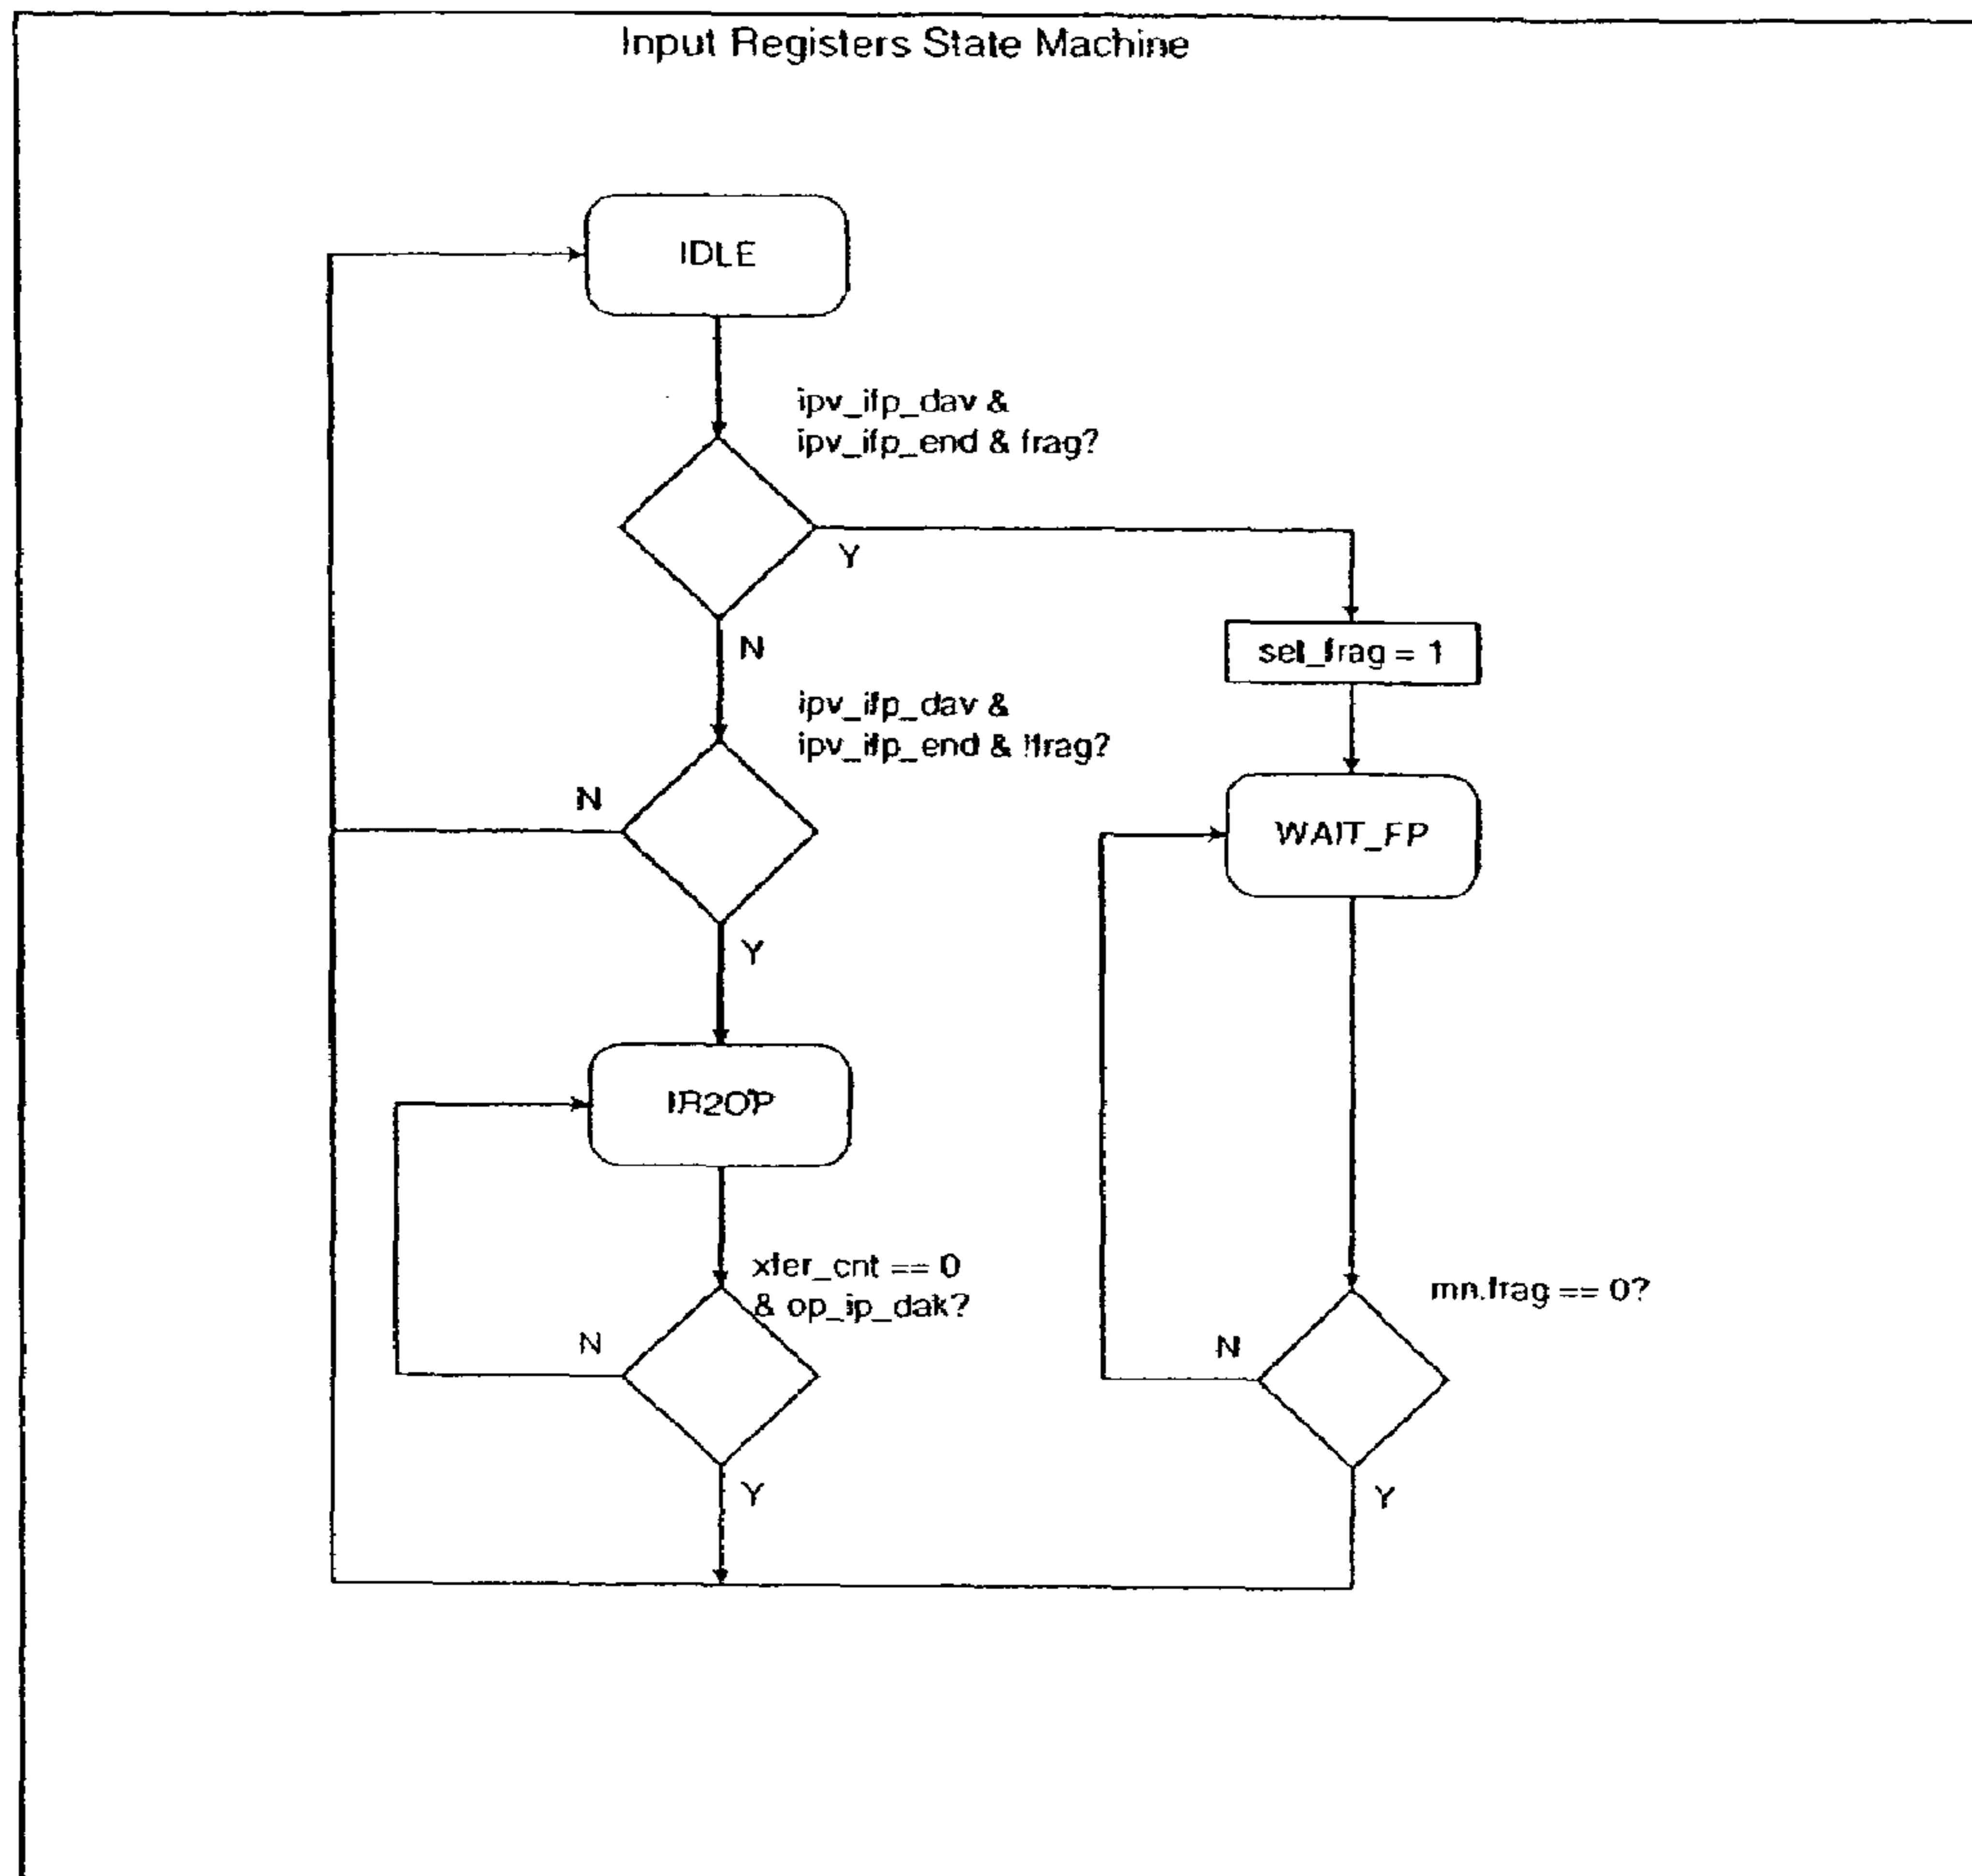 Input Registers State Machine
IDLE
ipv_ifp_dav &
ipv_ifp_end & frag?
Y
N
sel_frag = 1
ipv_ifp_dav &
ipv_ifp_end & !frag?
N
WAIT_FP
Y
IR2OP
xfer_cnt == 0
& op_ip_dak?
mn.frag == 0?
N
N
Y
Y